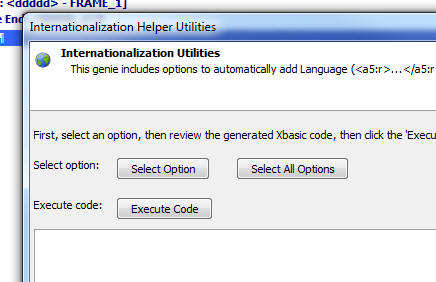 : <ddddd> - FRAME_1]
Internationalization Helper Utilities
Internationalization Utilities
This genie includes options to automatically add Language (<a5:r>...</a5:r
First, select an option, then review the generated Xbasic code, then click the 'Execu
Select option: Select Option Select All Options
Execute code: Execute Code